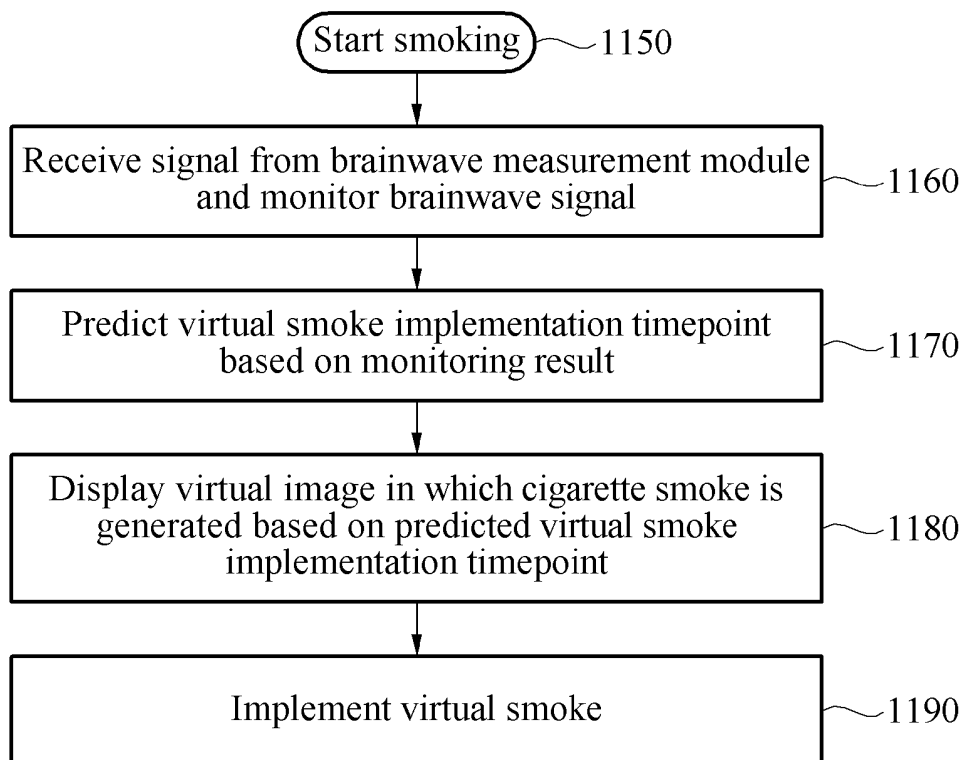 Start smoking
1150
Receive signal from brainwave measurement module
and monitor brainwave signal
1160
Predict virtual smoke implementation timepoint
based on monitoring result
1170
Display virtual image in which cigarette smoke is
generated based on predicted virtual smoke
implementation timepoint
1180
Implement virtual smoke
1190